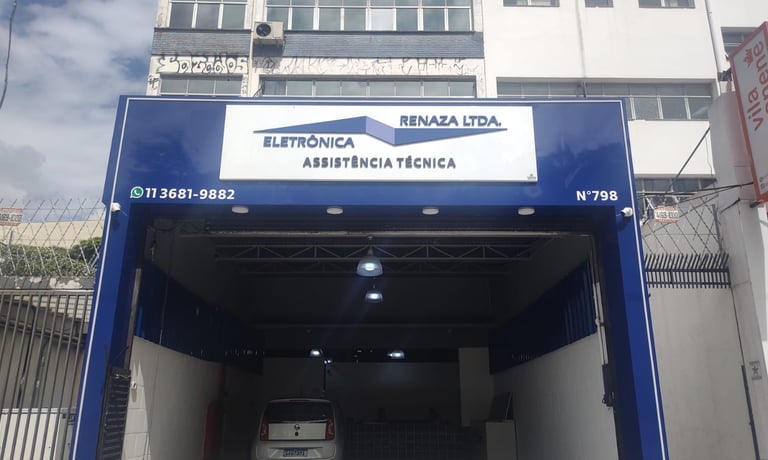 RENAZA LTDA.
ELETRÔNICA
ASSISTÊNCIA TÉCNICA
11 3681-9882
N°798
vila